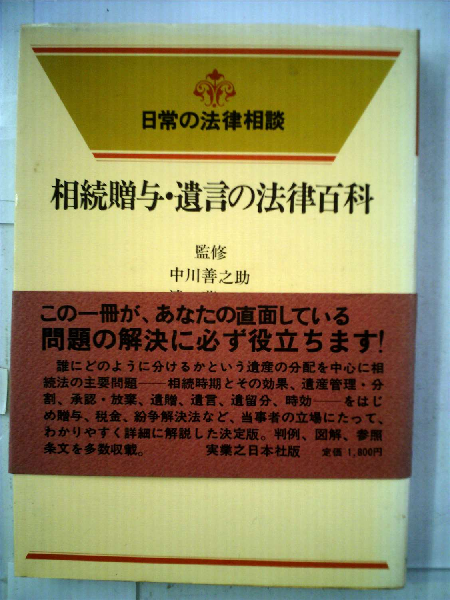 日常の法律相談
相続贈与・遺言の法律百科
監修
中川善之助
この一冊が、あなたの直面している
問題の解決に必ず役立ちます!
誰にどのように分けるかという遺産の分配を中心に相
続法の主要問題――相続時期とその効果、遺産管理・分
割、承認・放棄、遺贈、遺言、遺留分、時効――をはじ
め贈与、税金、紛争解決法など、当事者の立場にたって、
わかりやすく詳細に解説した決定版。判例、図解、参照
条文を多数収載。 実業之日本社版 定価 1,800円